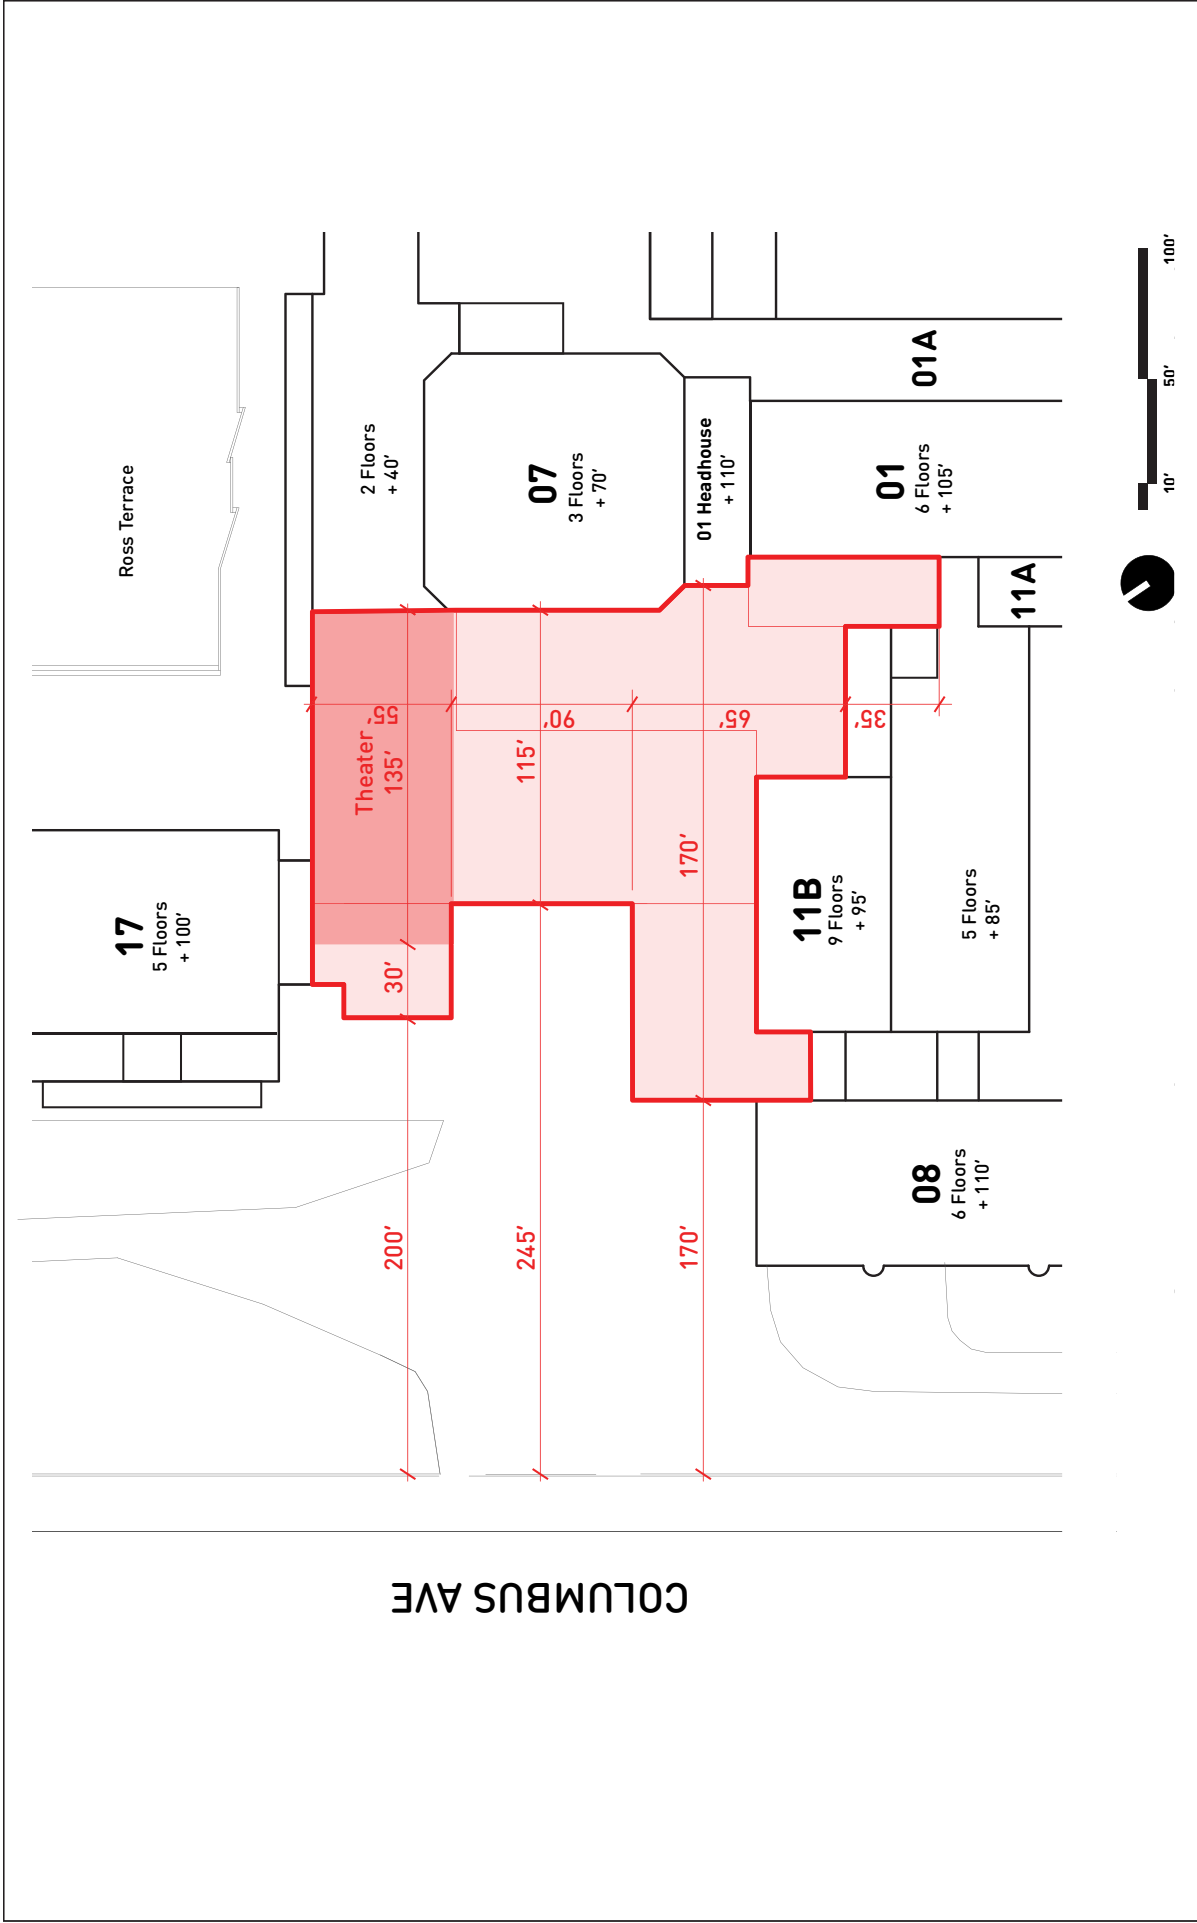 Ross Terrace
17
5 Floors
+ 100’
2 Floors
+ 40’
Theater
135’
55’
30’
200’
07
3 Floors
+ 70’
90’
115’
245’
01 Headhouse
+ 110’
65’
170’
170’
01A
01
6 Floors
+ 105’
35’
11A
11B
9 Floors
+ 95’
5 Floors
+ 85’
08
6 Floors
+ 110’
COLUMBUS AVE
10’
50’
100’